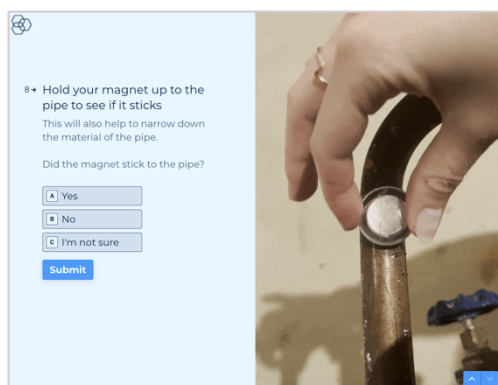 8→ Hold your magnet up to the
pipe to see if it sticks
This will also help to narrow down
the material of the pipe.
Did the magnet stick to the pipe?
A Yes
B No
C I'm not sure
Submit